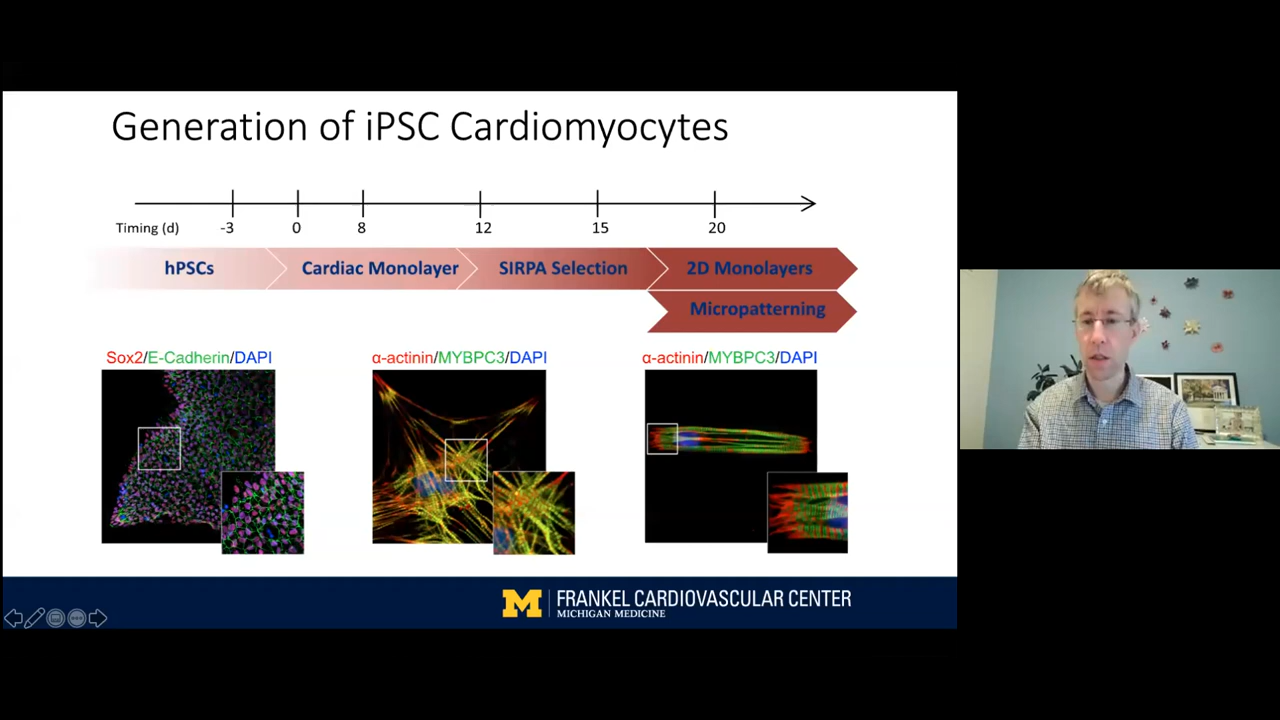 Generation of iPSC Cardiomyocytes
Timing (d) -3 0 8 12 15 20
hPSCs Cardiac Monolayer SIRPA Selection 2D Monolayers
Micropatterning
Sox2/E-Cadherin/DAPI α-actinin/MYBPC3/DAPI α-actinin/MYBPC3/DAPI
M FRANKEL CARDIOVASCULAR CENTER
MICHIGAN MEDICINE